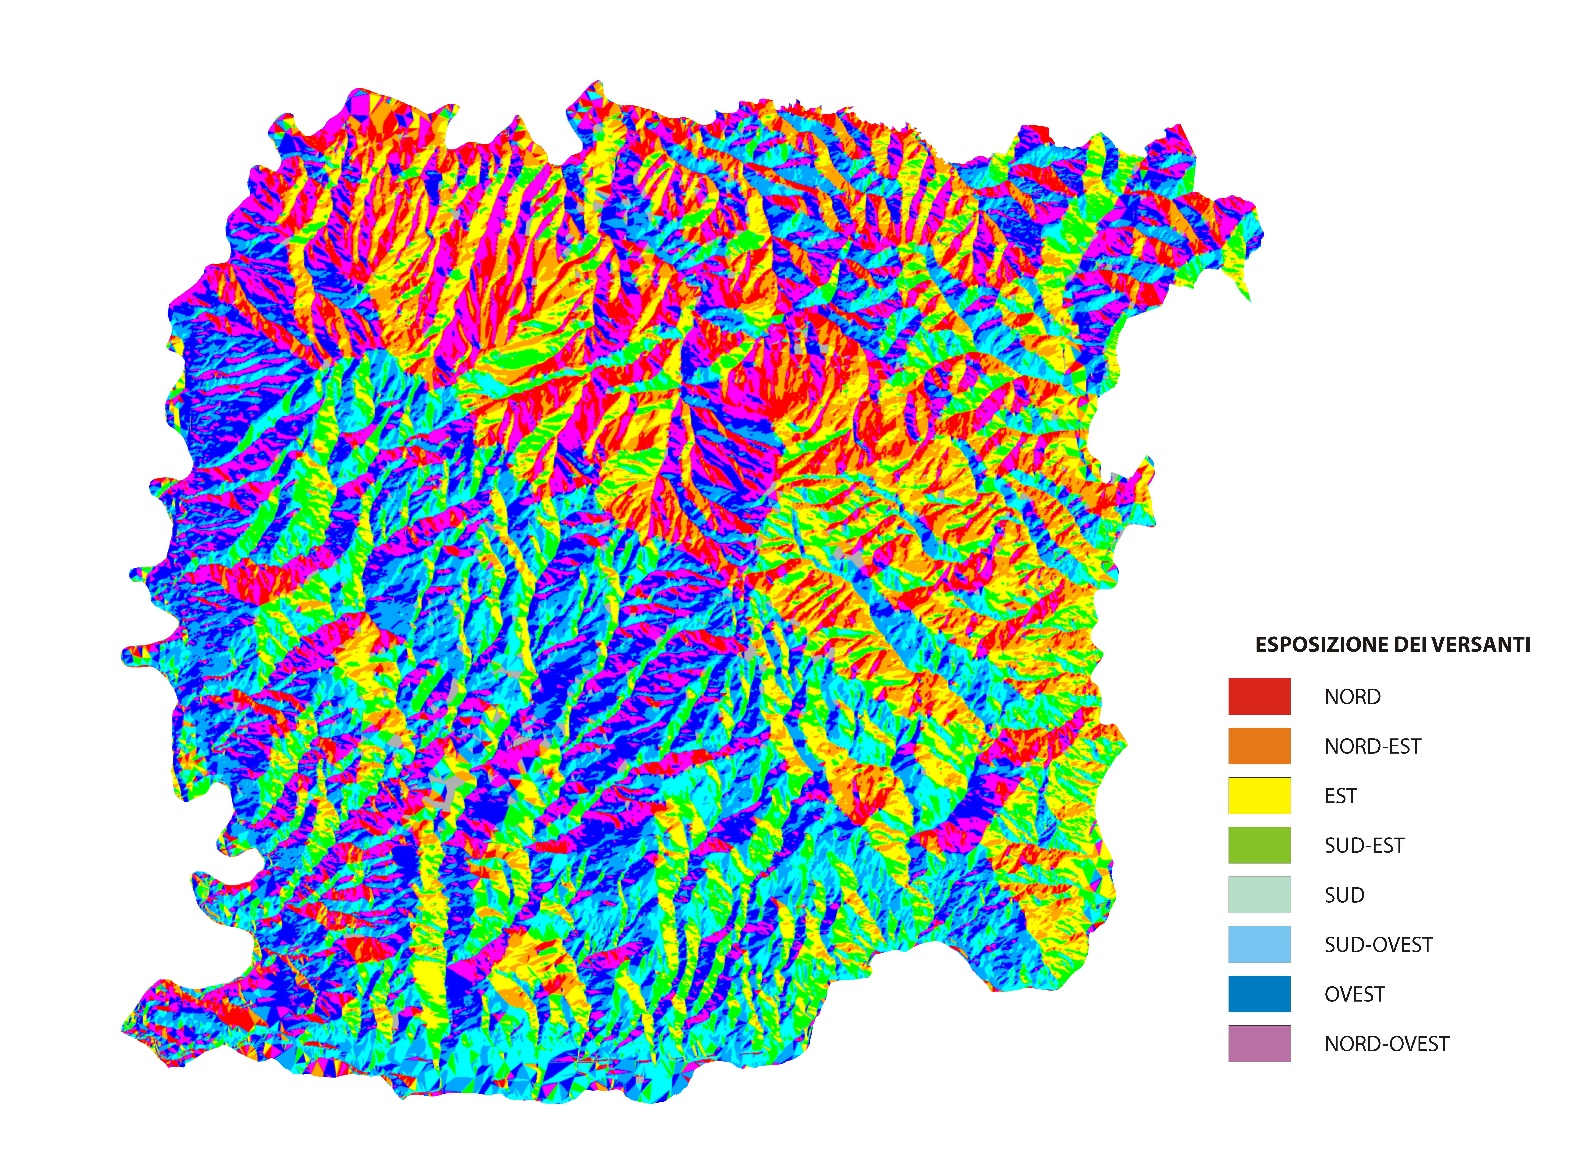 ESPOSIZIONE DEI VERSANTI
NORD
NORD-EST
EST
SUD-EST
SUD
SUD-OVEST
OVEST
NORD-OVEST